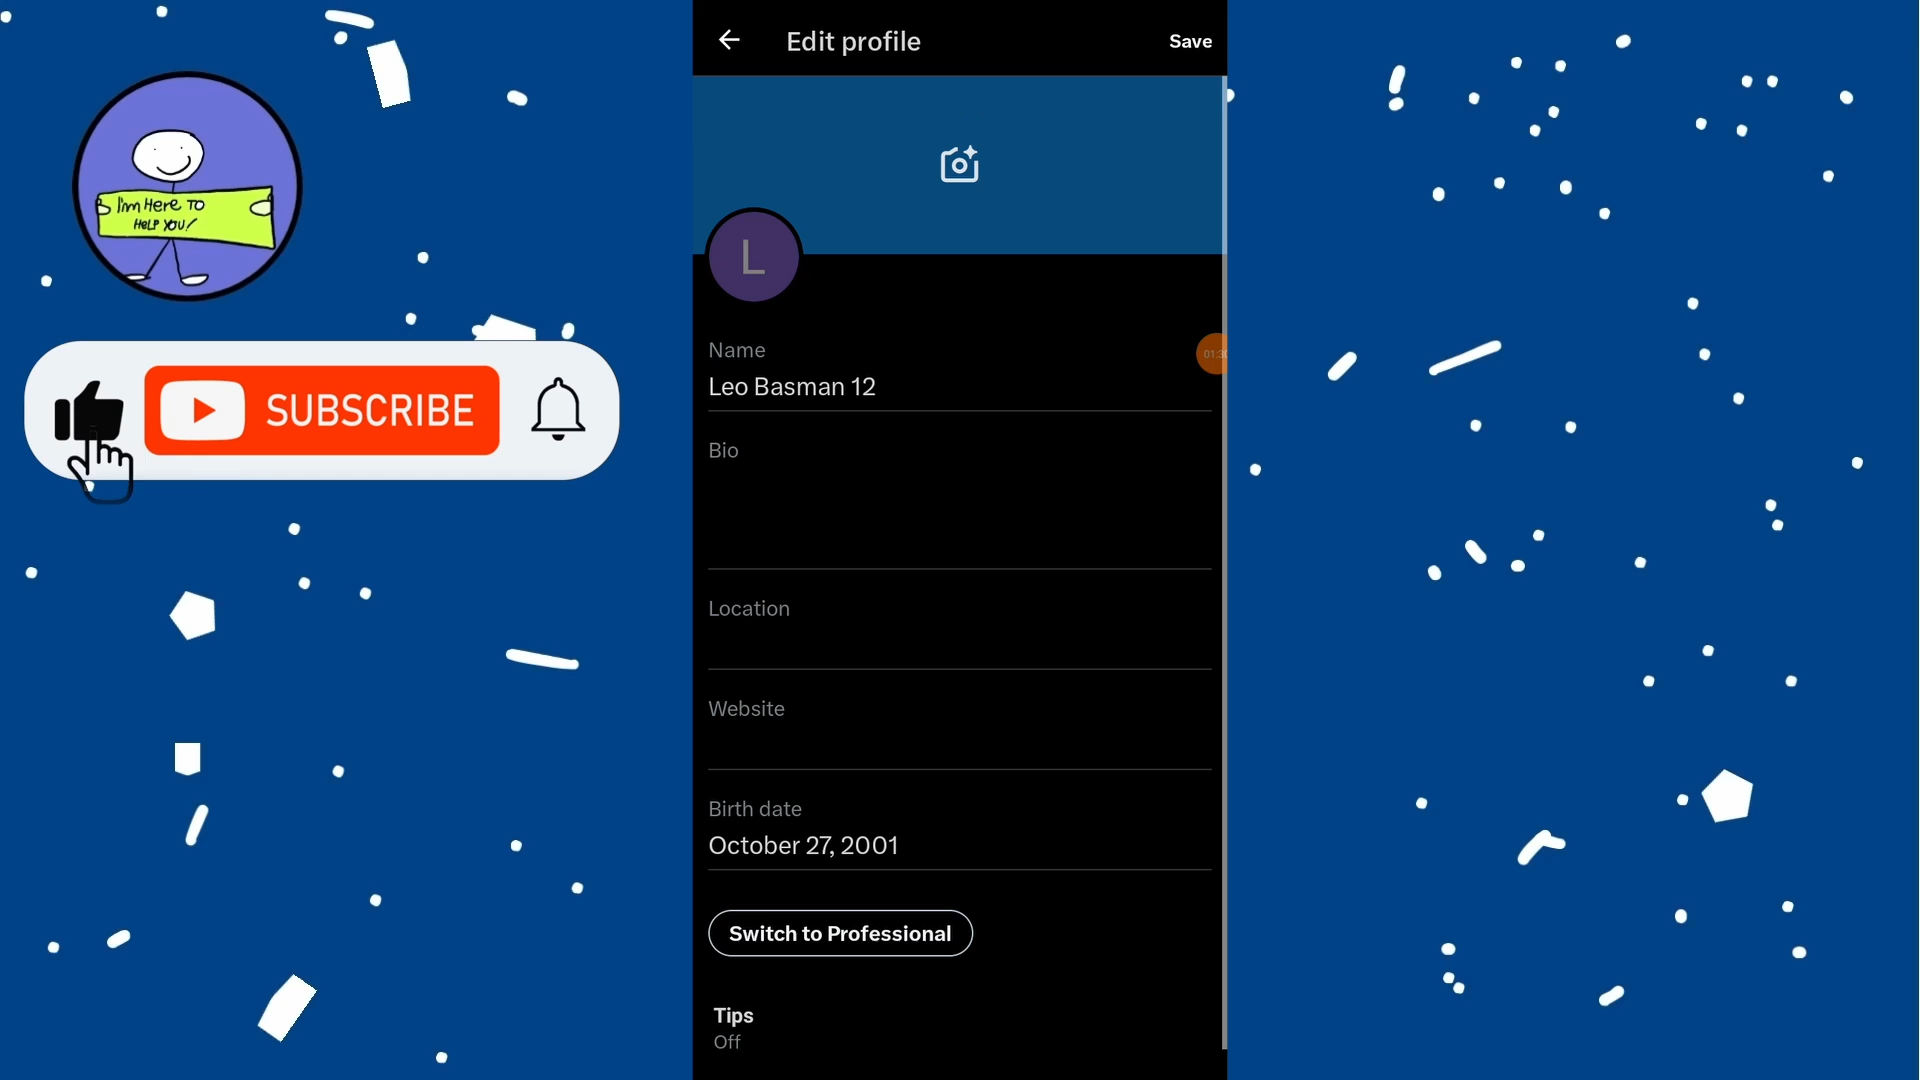 Edit profile
Save
I'm Here To
HeLP YOU!
L
Name
Leo Basman 12
SUBSCRIBE
Bio
Location
Website
Birth date
October 27, 2001
Switch to Professional
Tips
Off